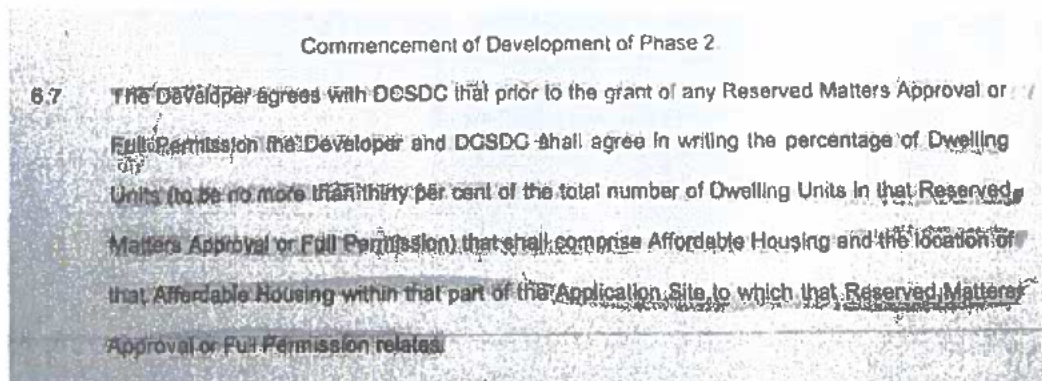 Commencement of Development of Phase 2
6.7 The Developer agrees with DCSDC that prior to the grant of any Reserved Matters Approval or
Full Permission the Developer and DCSDC shall agree in writing the percentage of Dwelling
Units (to be no more than thirty per cent of the total number of Dwelling Units in that Reserved
Matters Approval or Full Permission) that shall comprise Affordable Housing and the location of
that Affordable Housing within that part of the Application Site to which that Reserved Matters
Approval or Full Permission relates.